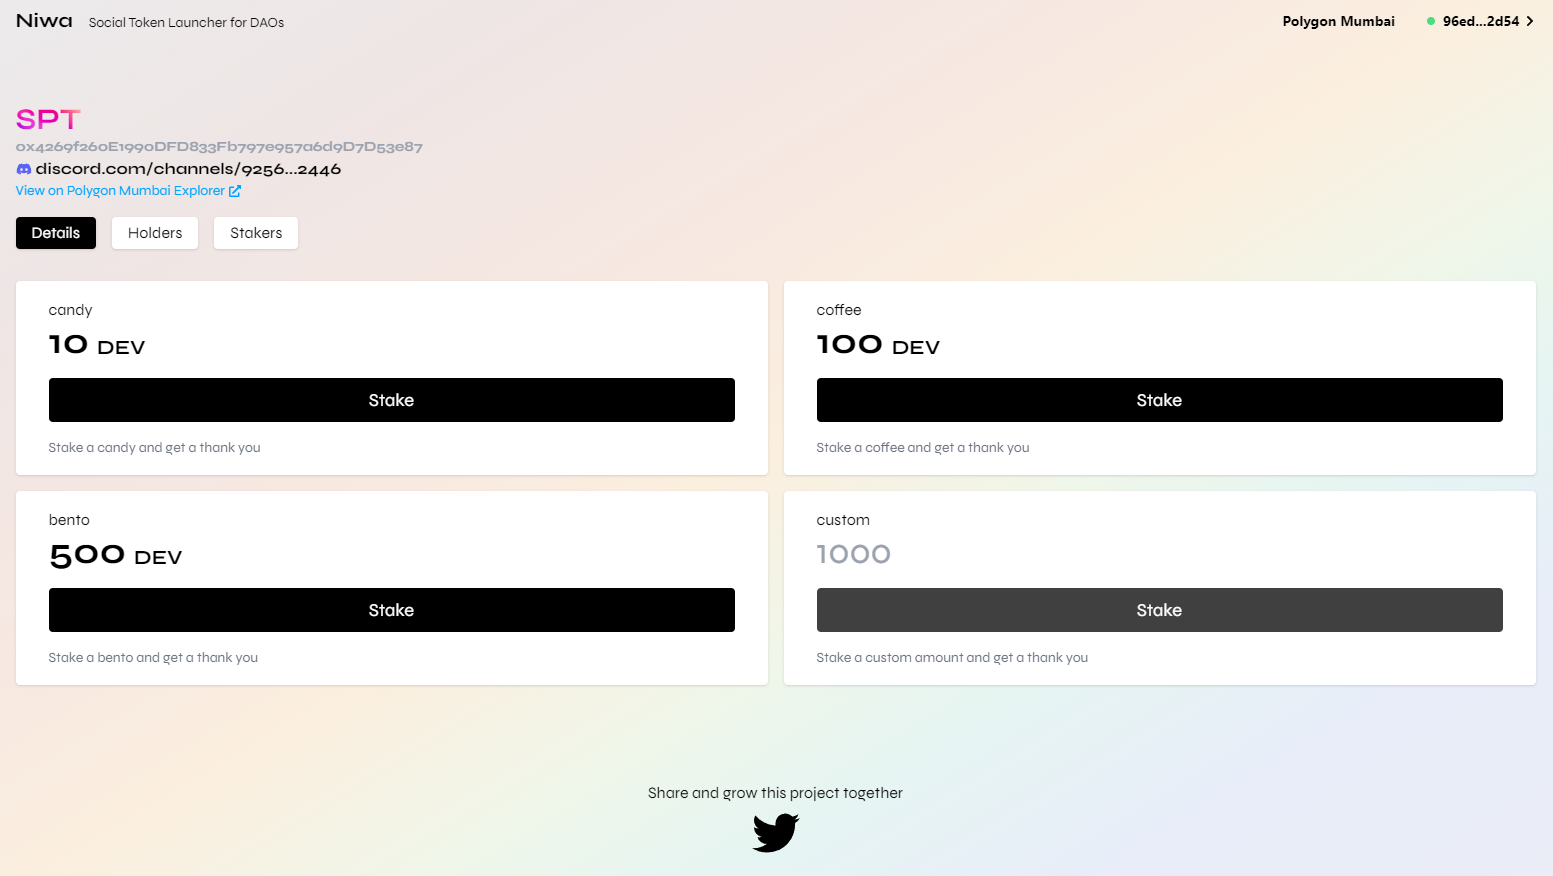 Niwa Social Token Launcher for DAOs
Polygon Mumbai 96ed...2d54
SPT
0x4269f260E1990DFD833Fb797e957a6d9D7D53e87
discord.com/channels/9256...2446
View on Polygon Mumbai Explorer
Details Holders Stakers
candy
10 DEV
Stake
Stake a candy and get a thank you
coffee
100 DEV
Stake
Stake a coffee and get a thank you
bento
500 DEV
Stake
Stake a bento and get a thank you
custom
1000
Stake
Stake a custom amount and get a thank you
Share and grow this project together